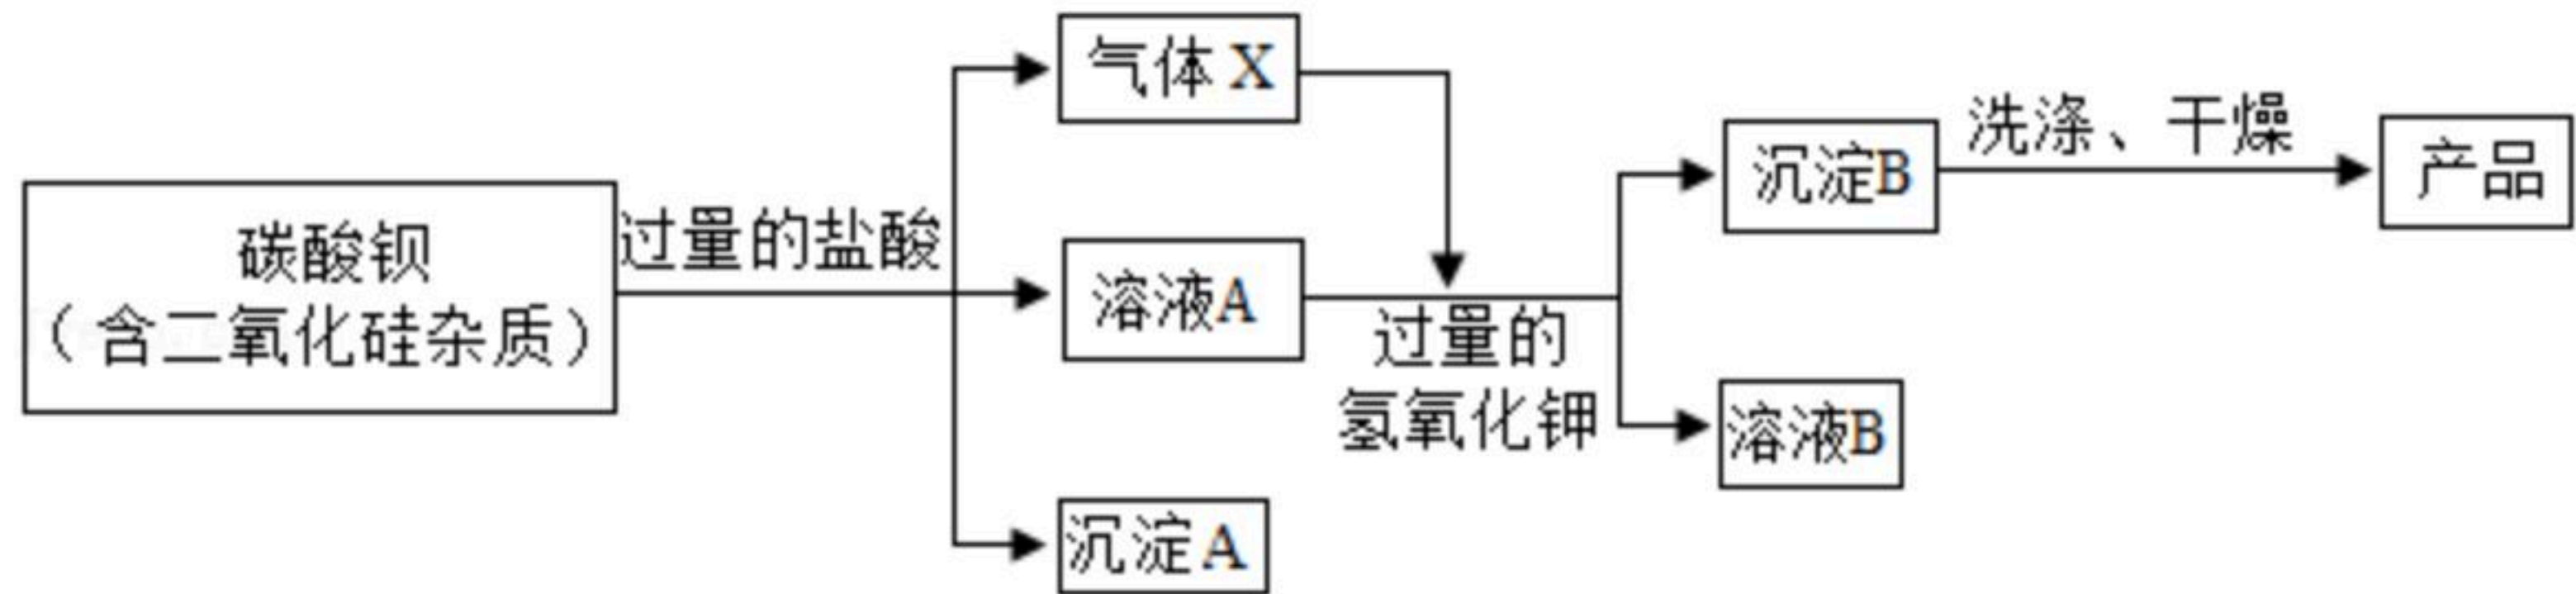 碳酸钡
（含二氧化硅杂质）
过量的盐酸
气体 X
溶液A
沉淀A
过量的
氢氧化钾
沉淀B
溶液B
洗涤、干燥
产品